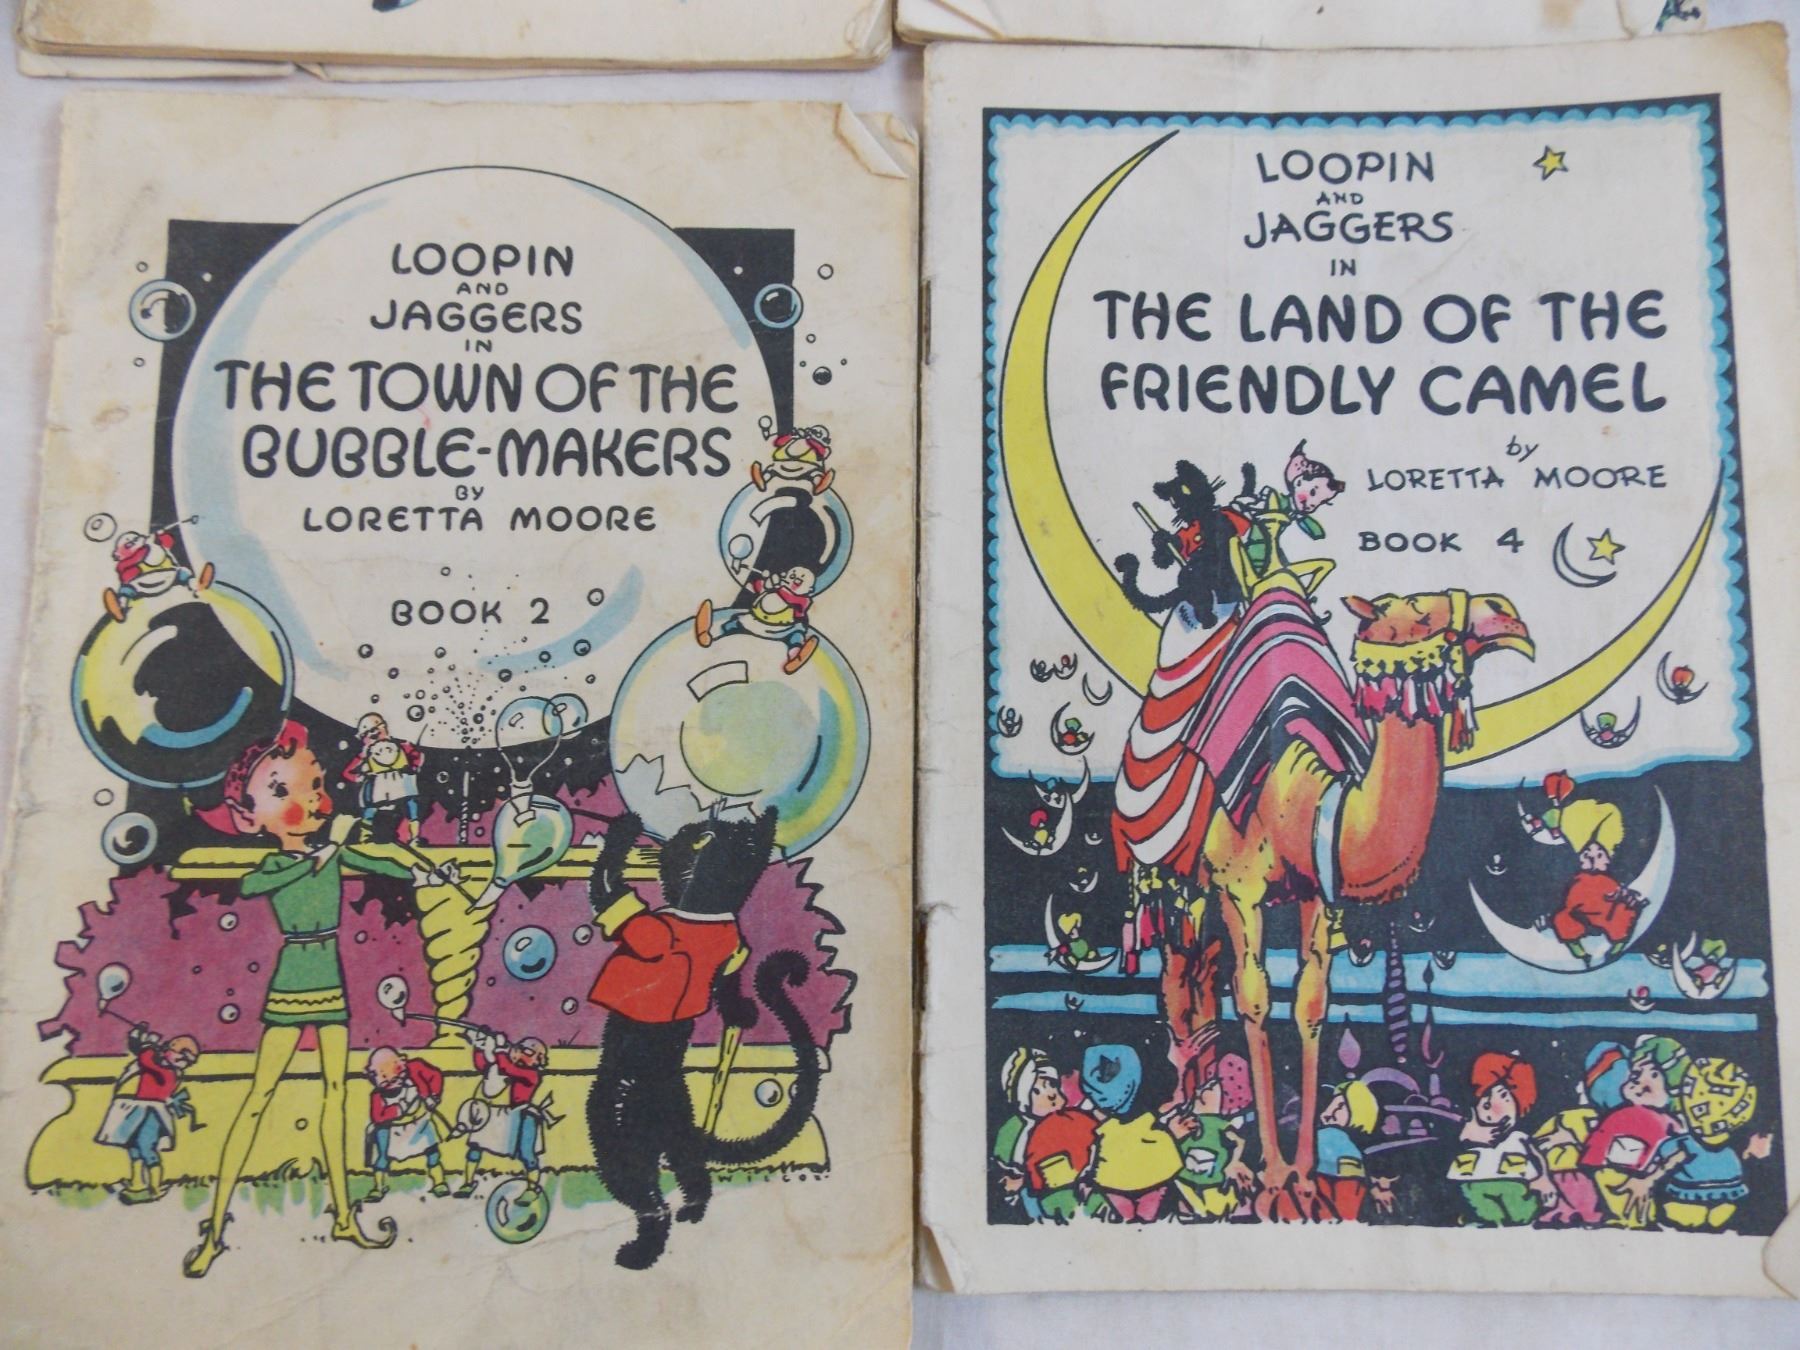 LOOPIN
AND
JAGGERS
IN
THE TOWN OF THE
BUBBLE-MAKERS
BY
LORETTA MOORE
BOOK 2
WILCOX
LOOPIN
AND
JAGGERS
IN
THE LAND OF THE
FRIENDLY CAMEL
by
LORETTA MOORE
BOOK 4